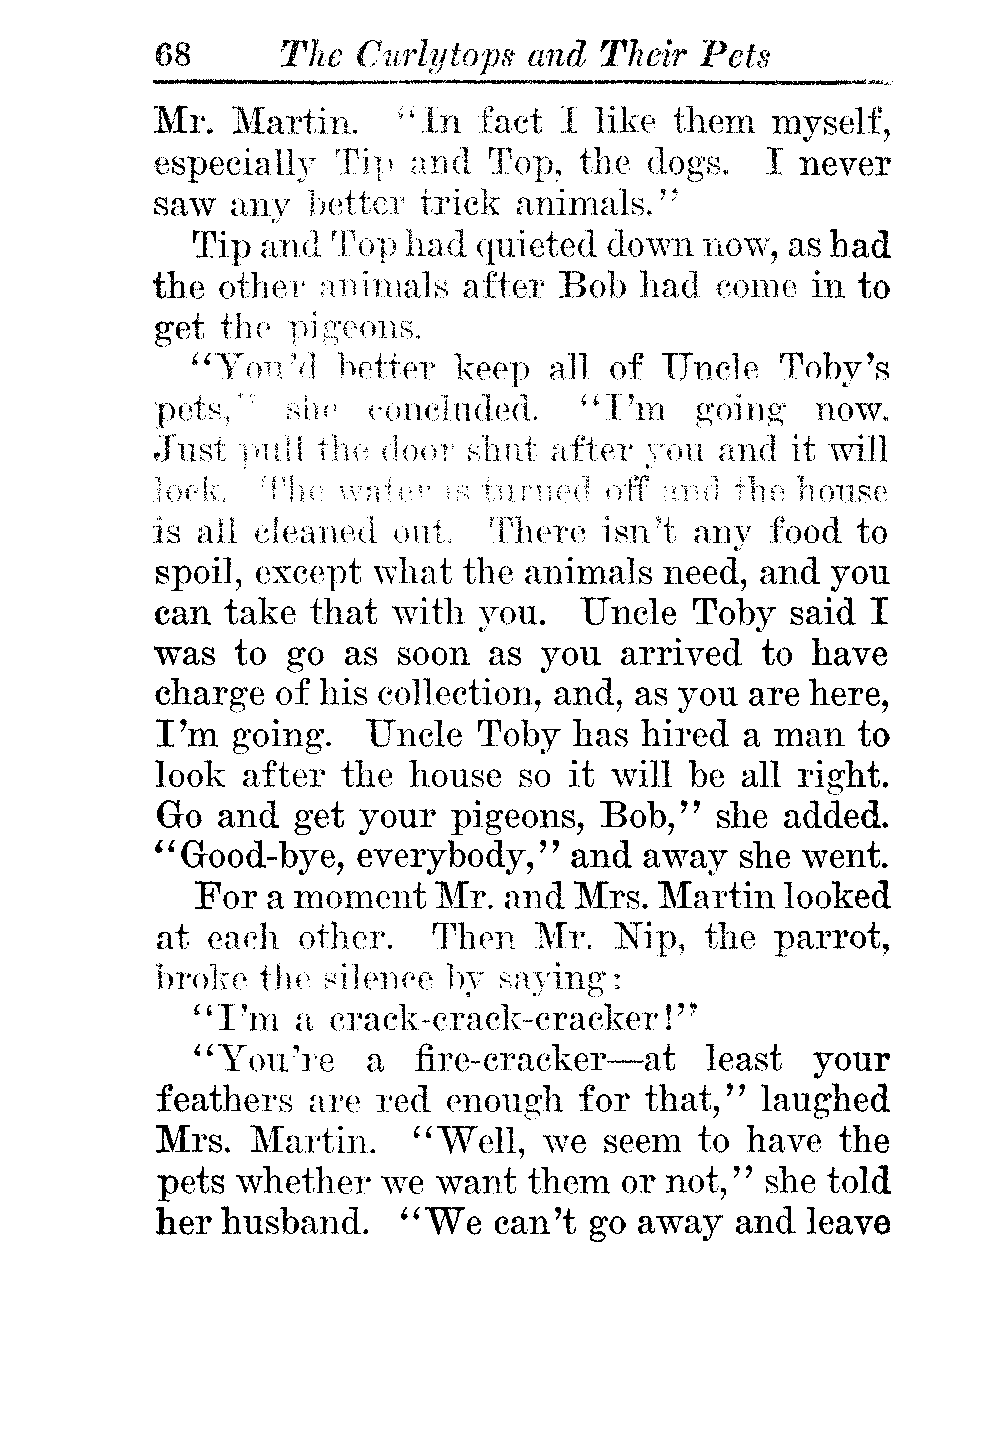 68 The Curlytops and Their Pets
Mr. Martin. "In fact I like them myself,
especially Tip and Top, the dogs. I never
saw any better trick animals."
Tip and Top had quieted down now, as had
the other animals after Bob had come in to
get the pigeons.
"You'd better keep all of Uncle Toby's
pets," she concluded. "I'm going now.
Just pull the door shut after you and it will
lock. The water is turned off and the house
is all cleaned out. There isn't any food to
spoil, except what the animals need, and you
can take that with you. Uncle Toby said I
was to go as soon as you arrived to have
charge of his collection, and, as you are here,
I'm going. Uncle Toby has hired a man to
look after the house so it will be all right.
Go and get your pigeons, Bob," she added.
"Good-bye, everybody," and away she went.
For a moment Mr. and Mrs. Martin looked
at each other. Then Mr. Nip, the parrot,
broke the silence by saying:
"I'm a crack-crack-cracker!"
"You're a fire-cracker—at least your
feathers are red enough for that," laughed
Mrs. Martin. "Well, we seem to have the
pets whether we want them or not," she told
her husband. "We can't go away and leave